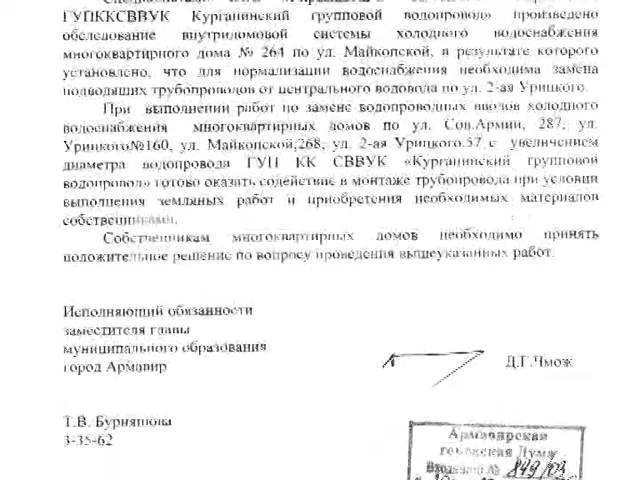 ГУПККСВВУК Курганинский групповой водопровод» произведено
обследование внутридомовой системы холодного водоснабжения
многоквартирного дома № 264 по ул. Майкопской, в результате которого
установлено, что для нормализации водоснабжения необходима замена
подводящих трубопроводов от центрального водовода по ул. 2-ая Урицкого.
При выполнении работ по замене водопроводных вводов холодного
водоснабжения многоквартирных домов по ул. Сов.Армии, 287, ул.
Урицкого№160, ул. Майкопской,268, ул. 2-ая Урицкого.57 с увеличением
диаметра водопровода ГУП КК СВВУК «Курганинский групповой
водопровод» готово оказать содействие в монтаже трубопровода при условии
выполнения земляных работ и приобретения необходимых материалов
собственниками.
Собственникам многоквартирных домов необходимо принять
положительное решение по вопросу проведения вышеуказанных работ.
Исполняющий обязанности
заместителя главы
муниципального образования
город Армавир
Д.Г.Чмож
Т.В. Бурняшова
3-35-62
Армавирская
городская Дума
Входящий № 849/03